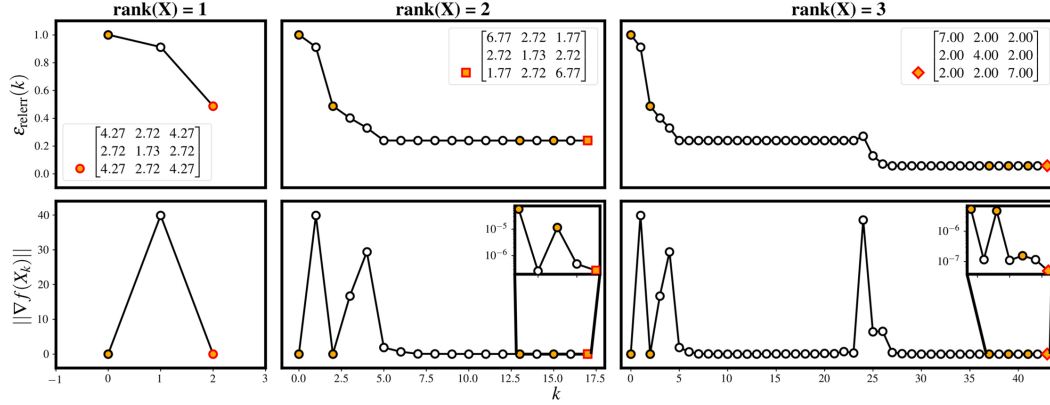 rank(X) = 1 rank(X) = 2 rank(X) = 3
ε_relerr(k)
1.0
0.8
0.6
0.4
0.2
0.0
4.27 2.72 4.27
2.72 1.73 2.72
4.27 2.72 4.27
6.77 2.72 1.77
2.72 1.73 2.72
1.77 2.72 6.77
7.00 2.00 2.00
2.00 4.00 2.00
2.00 2.00 7.00
||∇f(X_k)||
40
30
20
10
0
10⁻⁵
10⁻⁶
10⁻⁶
10⁻⁷
−1 0 1 2 3
0.0 2.5 5.0 7.5 10.0 12.5 15.0 17.5
0 5 10 15 20 25 30 35 40
k